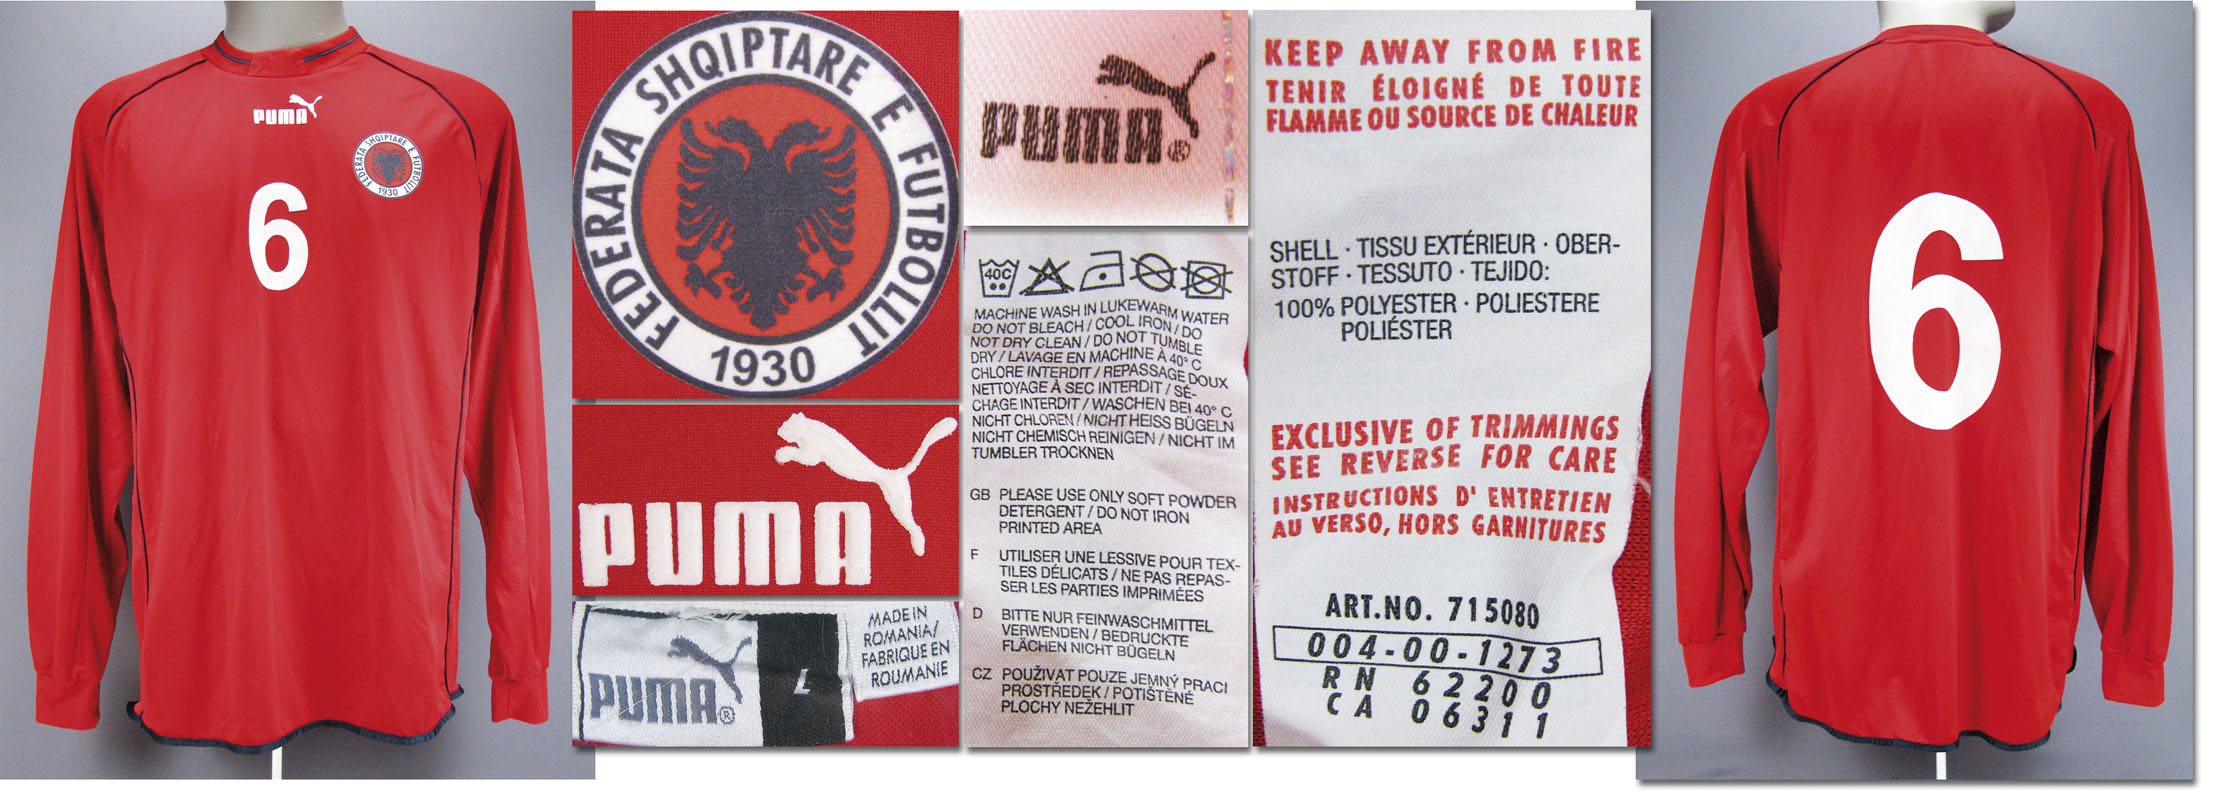 PUMA
FEDERATA SHQIPTARE E FUTBOLLIT
1930
6
FEDERATA SHQIPTARE E FUTBOLLIT
1930
PUMA
PUMA®
L
MADE IN
ROMANIA/
FABRIQUE EN
ROUMANIE
PUMA®
40C
MACHINE WASH IN LUKEWARM WATER
DO NOT BLEACH / COOL IRON / DO
NOT DRY CLEAN / DO NOT TUMBLE
DRY / LAVAGE EN MACHINE À 40° C
CHLORE INTERDIT / REPASSAGE DOUX
NETTOYAGE À SEC INTERDIT / SÉ-
CHAGE INTERDIT / WASCHEN BEI 40° C
NICHT CHLOREN / NICHT HEISS BÜGELN
NICHT CHEMISCH REINIGEN / NICHT IM
TUMBLER TROCKNEN
GB PLEASE USE ONLY SOFT POWDER
DETERGENT / DO NOT IRON
PRINTED AREA
F UTILISER UNE LESSIVE POUR TEX-
TILES DÉLICATS / NE PAS REPAS-
SER LES PARTIES IMPRIMÉES
D BITTE NUR FEINWASCHMITTEL
VERWENDEN / BEDRUCKTE
FLÄCHEN NICHT BÜGELN
CZ POUŽIVAT POUZE JEMNÝ PRACI
PROSTŘEDEK / POTIŠTĚNÉ
PLOCHY NEŽEHLIT
KEEP AWAY FROM FIRE
TENIR ÉLOIGNÉ DE TOUTE
FLAMME OU SOURCE DE CHALEUR
SHELL · TISSU EXTÉRIEUR · OBER-
STOFF · TESSUTO · TEJIDO:
100% POLYESTER · POLIESTERE
POLIÉSTER
EXCLUSIVE OF TRIMMINGS
SEE REVERSE FOR CARE
INSTRUCTIONS D' ENTRETIEN
AU VERSO, HORS GARNITURES
ART.NO. 715080
004-00-1273
RN 62200
CA 06311
6